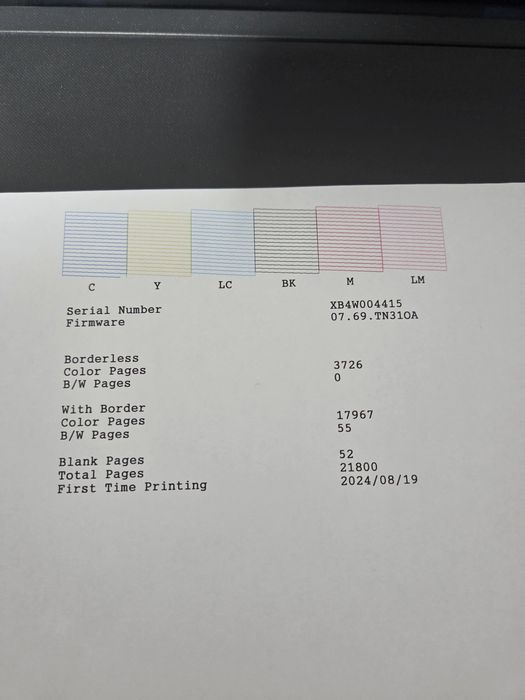 C Y LC BK M LM
Serial Number XB4W004415
Firmware 07.69.TN31OA
Borderless
Color Pages 3726
B/W Pages 0
With Border
Color Pages 17967
B/W Pages 55
Blank Pages 52
Total Pages 21800
First Time Printing 2024/08/19